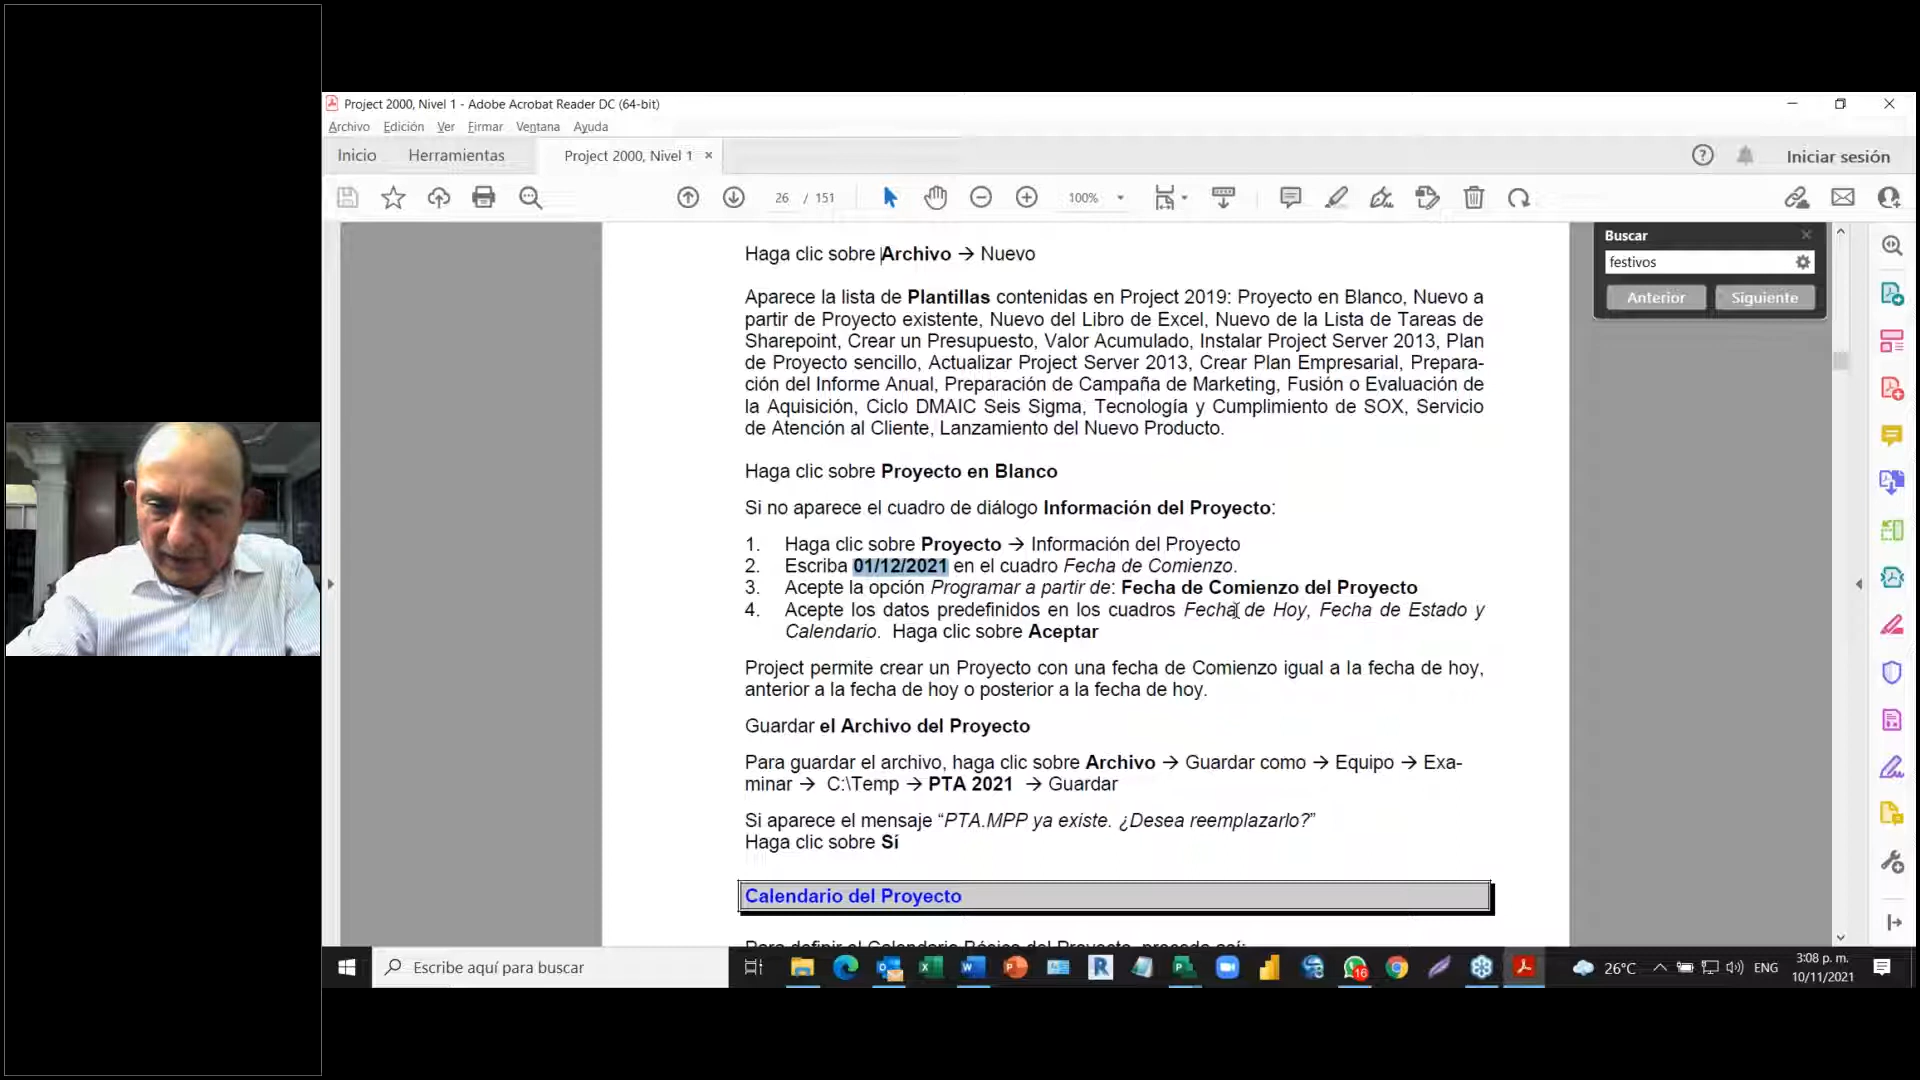 Project 2000, Nivel 1 - Adobe Acrobat Reader DC (64-bit)
Archivo Edición Ver Firmar Ventana Ayuda
Inicio Herramientas Project 2000, Nivel 1 × Iniciar sesión
26 / 151 100%
Buscar
festivos
Anterior Siguiente
Haga clic sobre Archivo → Nuevo
Aparece la lista de Plantillas contenidas en Project 2019: Proyecto en Blanco, Nuevo a
partir de Proyecto existente, Nuevo del Libro de Excel, Nuevo de la Lista de Tareas de
Sharepoint, Crear un Presupuesto, Valor Acumulado, Instalar Project Server 2013, Plan
de Proyecto sencillo, Actualizar Project Server 2013, Crear Plan Empresarial, Prepara-
ción del Informe Anual, Preparación de Campaña de Marketing, Fusión o Evaluación de
la Aquisición, Ciclo DMAIC Seis Sigma, Tecnología y Cumplimiento de SOX, Servicio
de Atención al Cliente, Lanzamiento del Nuevo Producto.
Haga clic sobre Proyecto en Blanco
Si no aparece el cuadro de diálogo Información del Proyecto:
1. Haga clic sobre Proyecto → Información del Proyecto
2. Escriba 01/12/2021 en el cuadro Fecha de Comienzo.
3. Acepte la opción Programar a partir de: Fecha de Comienzo del Proyecto
4. Acepte los datos predefinidos en los cuadros Fecha de Hoy, Fecha de Estado y
Calendario. Haga clic sobre Aceptar
Project permite crear un Proyecto con una fecha de Comienzo igual a la fecha de hoy,
anterior a la fecha de hoy o posterior a la fecha de hoy.
Guardar el Archivo del Proyecto
Para guardar el archivo, haga clic sobre Archivo → Guardar como → Equipo → Exa-
minar → C:\Temp → PTA 2021 → Guardar
Si aparece el mensaje “PTA.MPP ya existe. ¿Desea reemplazarlo?”
Haga clic sobre Sí
Calendario del Proyecto
Para definir el Calendario Básico del Proyecto, proceda así:
Escribe aquí para buscar
16
26°C ENG 3:08 p. m.
10/11/2021